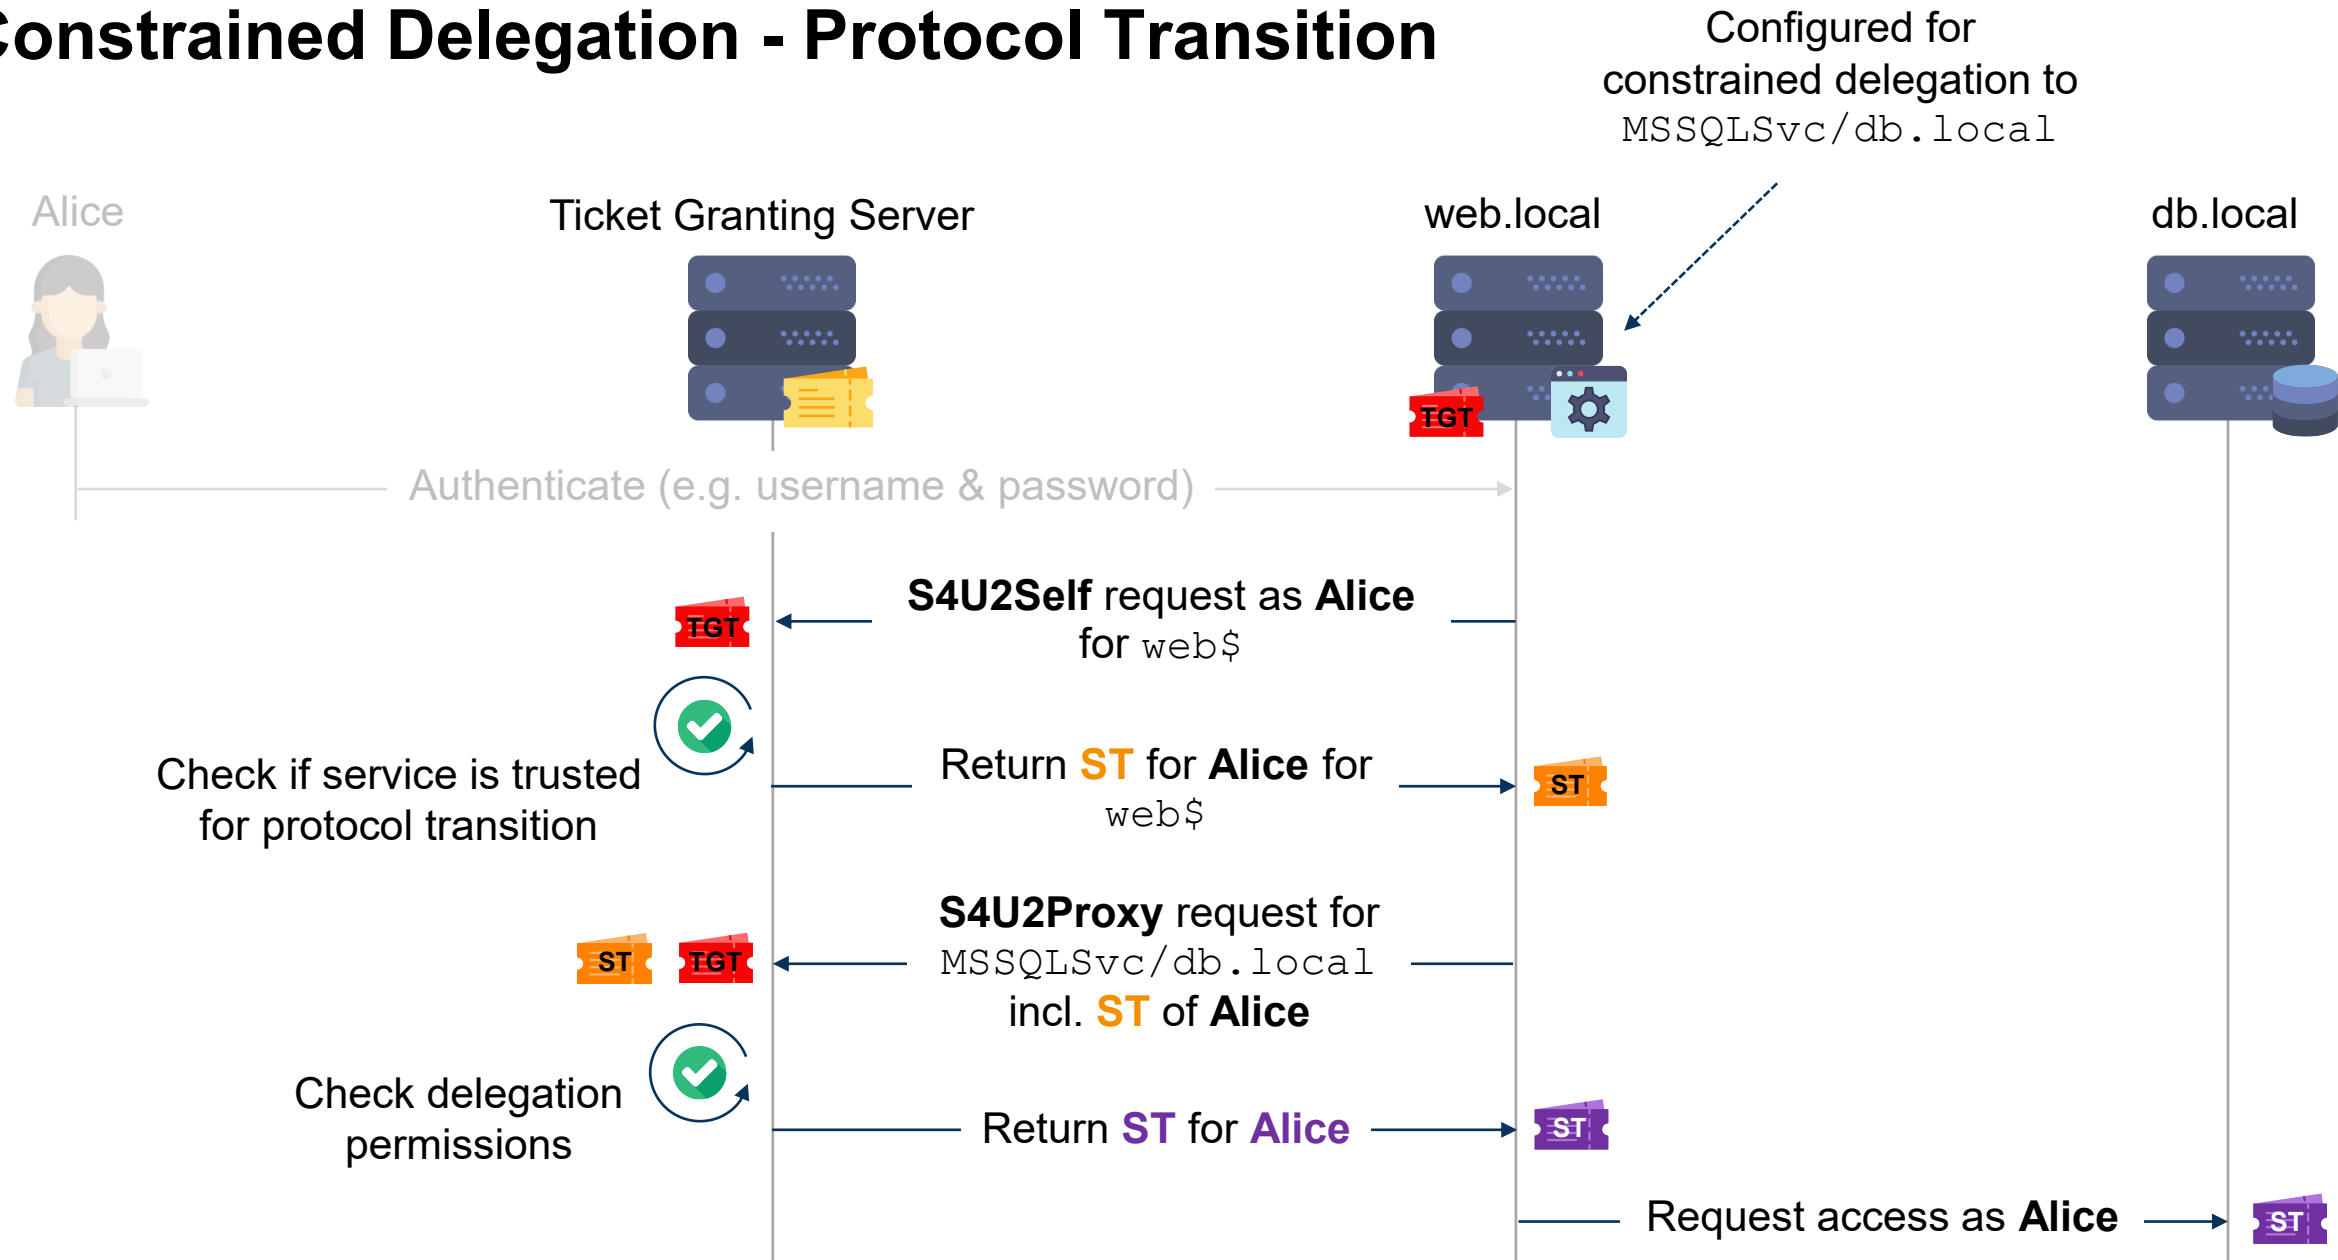 Constrained Delegation - Protocol Transition
Configured for
constrained delegation to
MSSQLSvc/db.local
Alice
Ticket Granting Server
web.local
db.local
TGT
Authenticate (e.g. username & password)
S4U2Self request as Alice
for web$
TGT
Check if service is trusted
for protocol transition
Return ST for Alice for
web$
ST
S4U2Proxy request for
MSSQLSvc/db.local
incl. ST of Alice
ST
TGT
Check delegation
permissions
Return ST for Alice
ST
Request access as Alice
ST